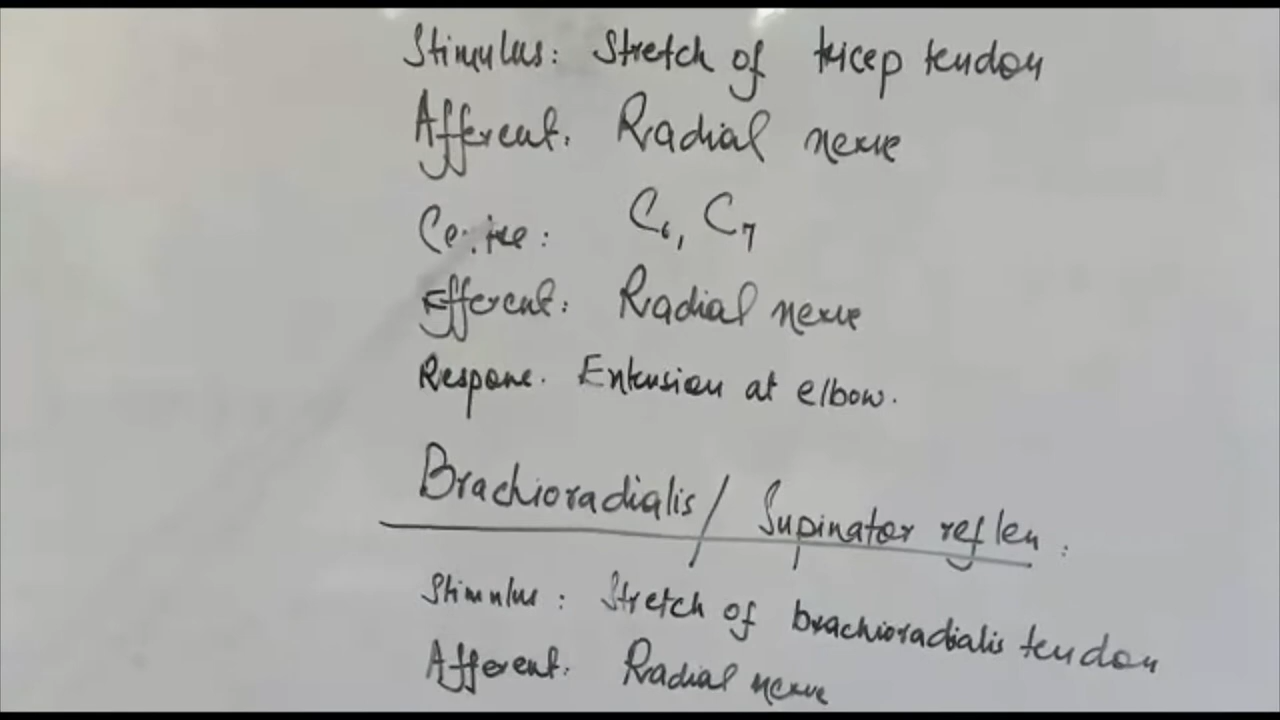 Stimulus: Stretch of tricep tendon
Afferent: Radial nerve
Centre: C6, C7
Efferent: Radial nerve
Response. Extension at elbow.
Brachioradialis/ Supinator reflex:
Stimulus: Stretch of brachioradialis tendon
Afferent: Radial nerve